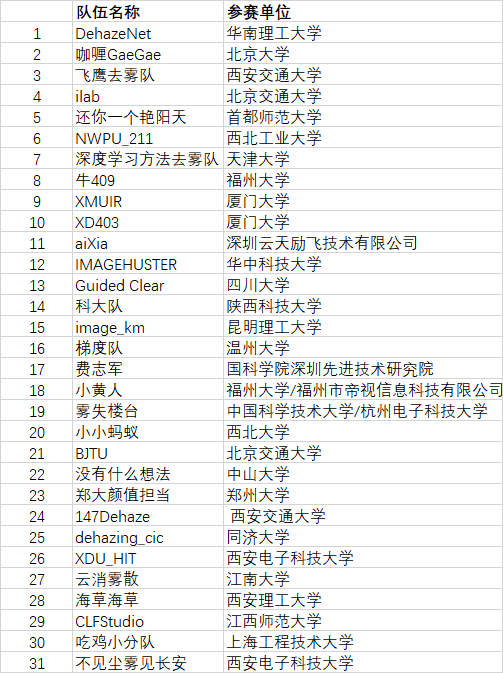 队伍名称 参赛单位
1 DehazeNet 华南理工大学
2 咖喱GaeGae 北京大学
3 飞鹰去雾队 西安交通大学
4 ilab 北京交通大学
5 还你一个艳阳天 首都师范大学
6 NWPU_211 西北工业大学
7 深度学习方法去雾队 天津大学
8 牛409 福州大学
9 XMUIR 厦门大学
10 XD403 厦门大学
11 aiXia 深圳云天励飞技术有限公司
12 IMAGEHUSTER 华中科技大学
13 Guided Clear 四川大学
14 科大队 陕西科技大学
15 image_km 昆明理工大学
16 梯度队 温州大学
17 费志军 国科学院深圳先进技术研究院
18 小黄人 福州大学/福州市帝视信息科技有限公司
19 雾失楼台 中国科学技术大学/杭州电子科技大学
20 小小蚂蚁 西北大学
21 BJTU 北京交通大学
22 没有什么想法 中山大学
23 郑大颜值担当 郑州大学
24 147Dehaze 西安交通大学
25 dehazing_cic 同济大学
26 XDU_HIT 西安电子科技大学
27 云消雾散 江南大学
28 海草海草 西安理工大学
29 CLFStudio 江西师范大学
30 吃鸡小分队 上海工程技术大学
31 不见尘雾见长安 西安电子科技大学